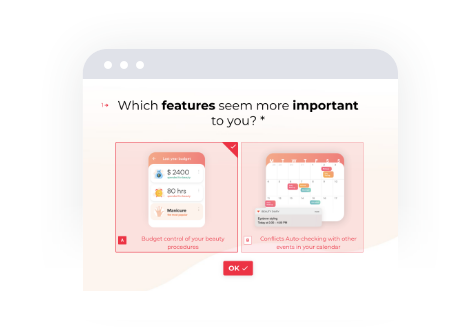 1
Which features seem more important
to you? *
$ 2400
80 hrs
Manicure
M T W T F S S
A
Budget control of your beauty
procedures
B
Conflicts Auto-checking with other
events in your calendar
OK